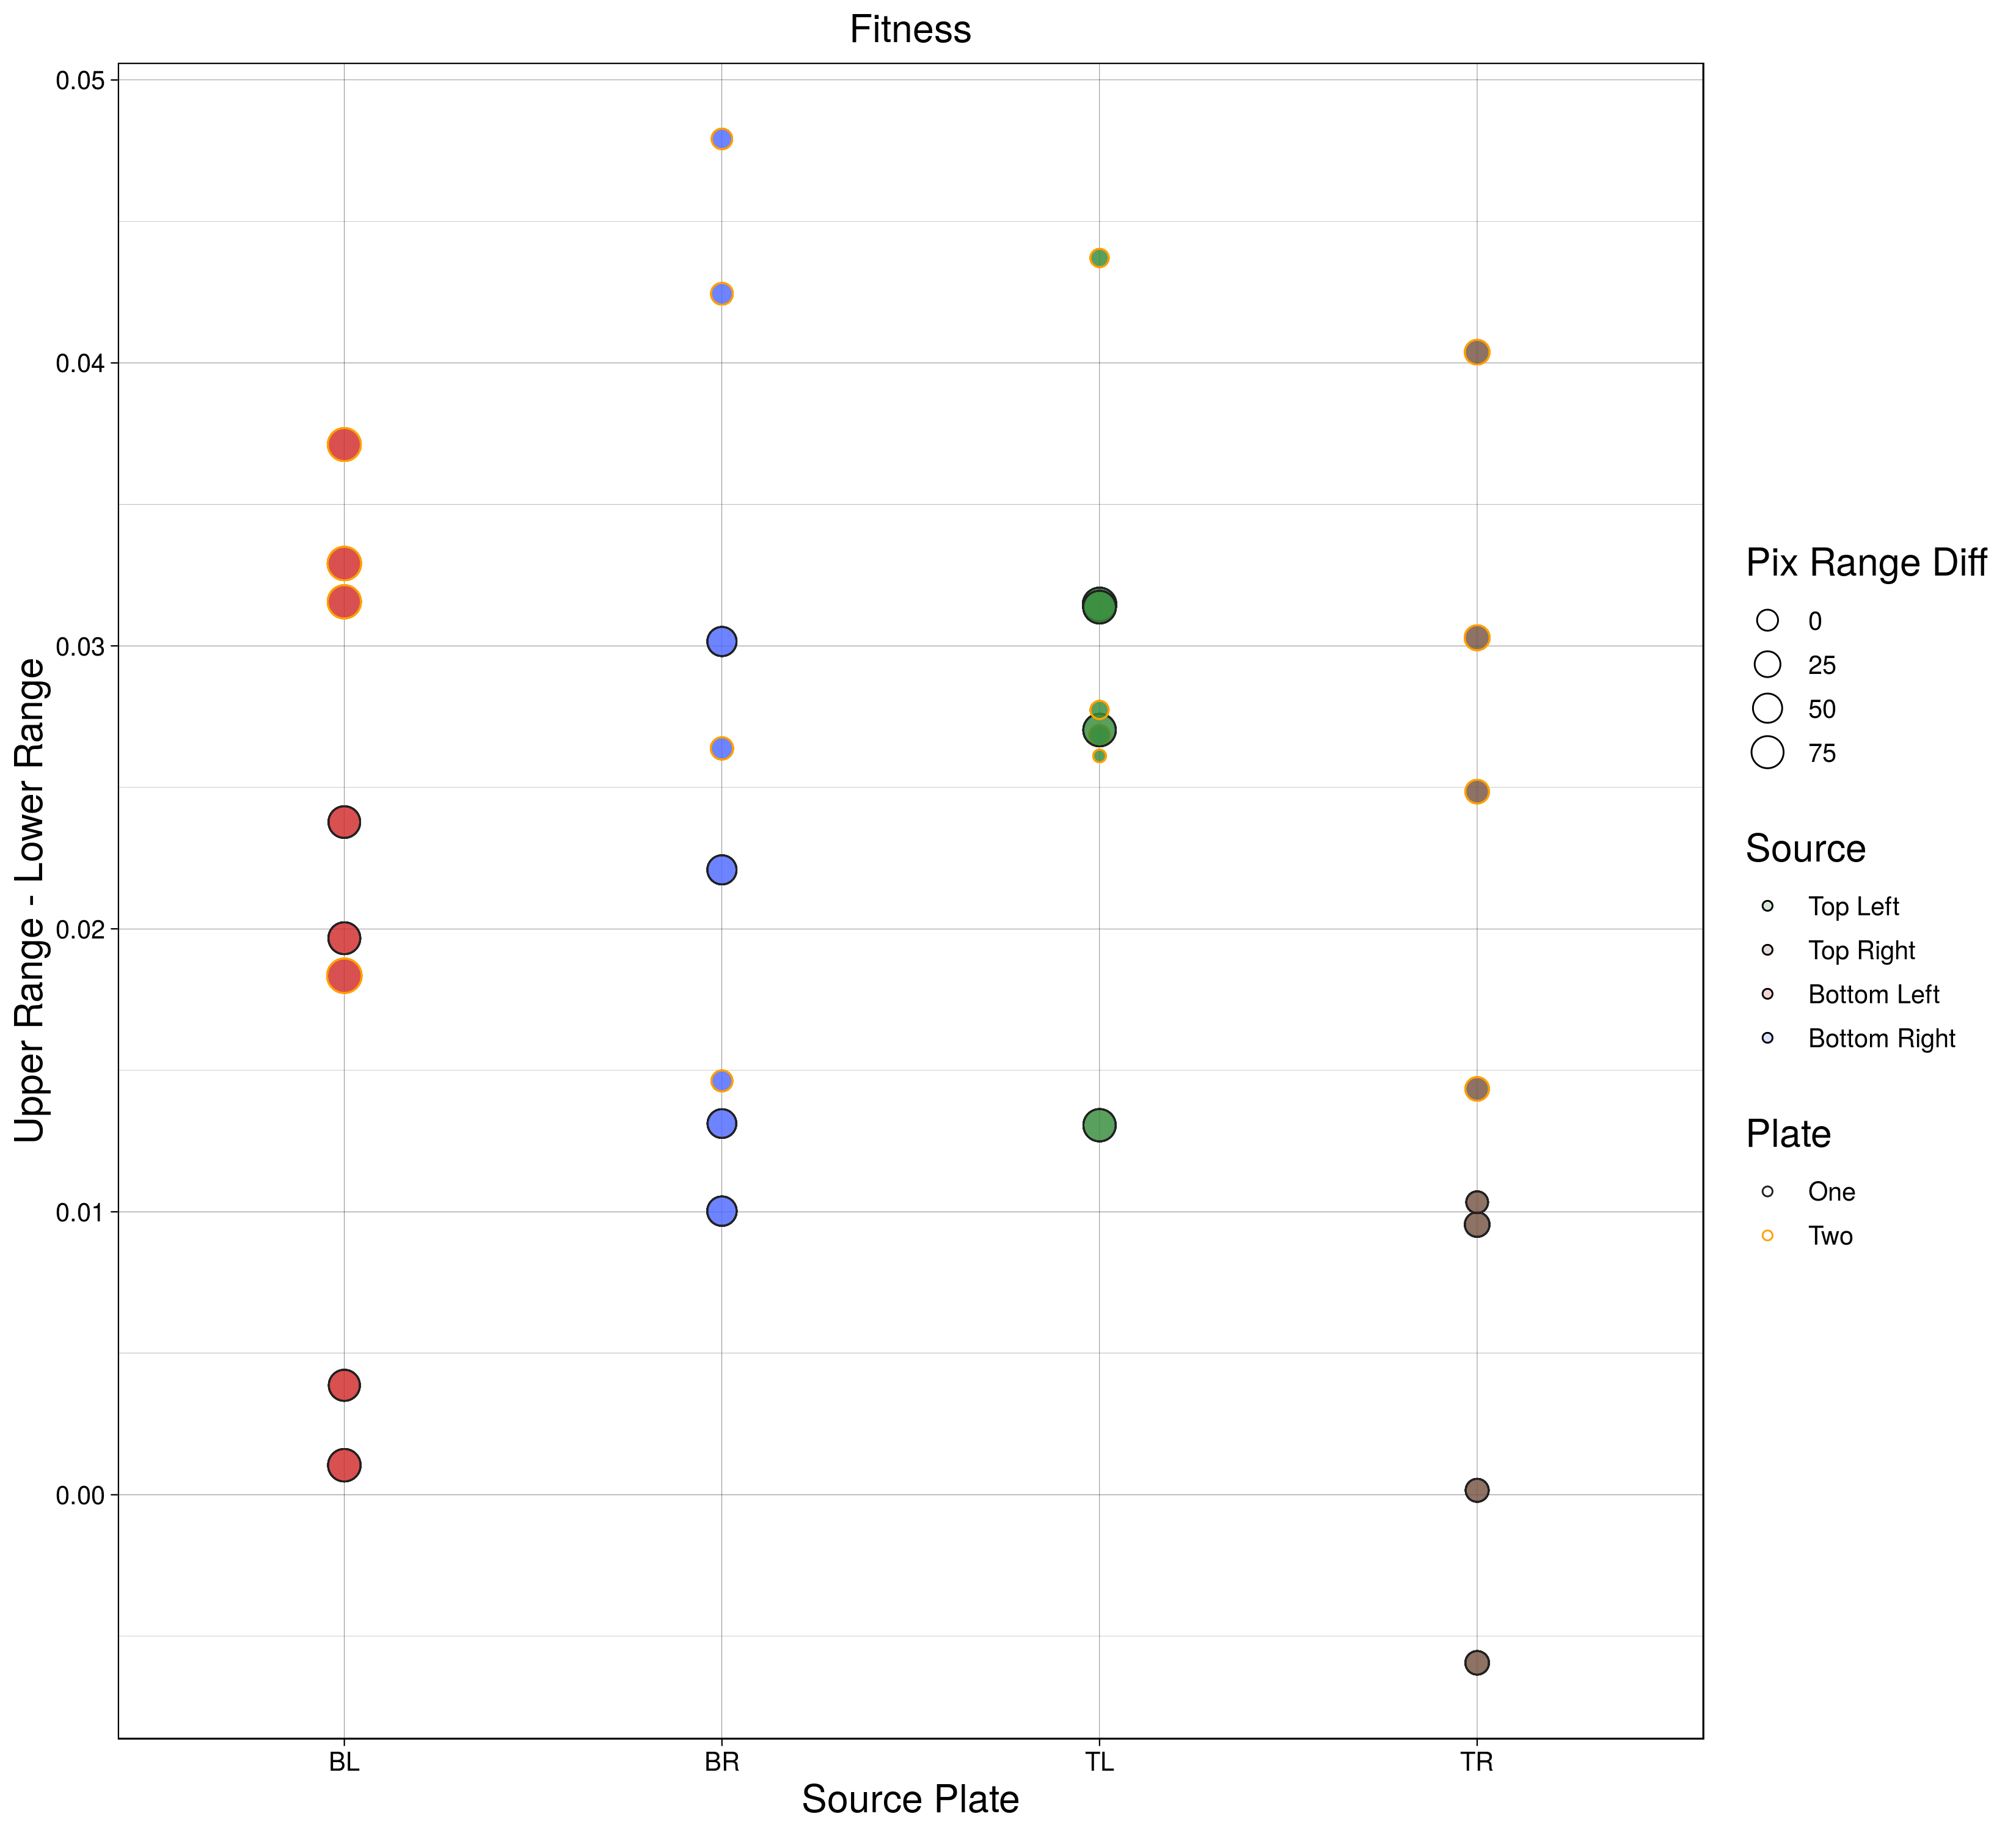 Fitness
Upper Range - Lower Range
0.05
0.04
0.03
0.02
0.01
0.00
BL
BR
TL
TR
Source Plate
Pix Range Diff
0
25
50
75
Source
Top Left
Top Right
Bottom Left
Bottom Right
Plate
One
Two